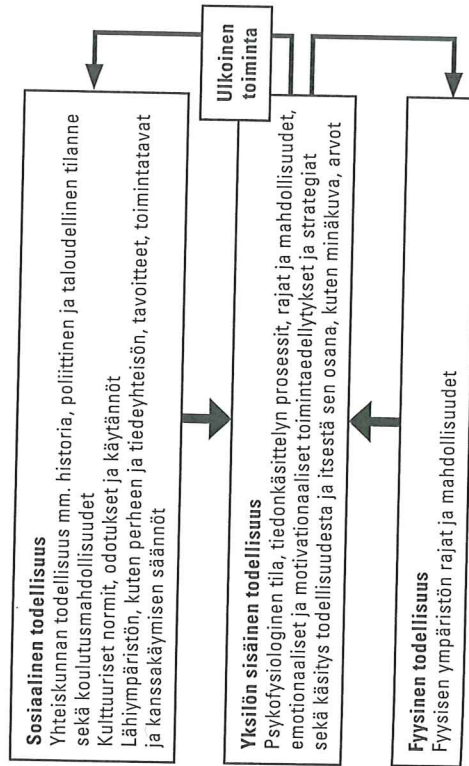 Sosiaalinen todellisuus
Yhteiskunnan todellisuus mm. historia, poliittinen ja taloudellinen tilanne
sekä koulutusmahdollisuudet
Kulttuuriset normit, odotukset ja käytännöt
Lähiympäristön, kuten perheen ja tiedeyhteisön, tavoitteet, toimintatavat
ja kanssakäymisen säännöt
Ulkoinen
toiminta
Yksilön sisäinen todellisuus
Psykofysiologinen tila, tiedonkäsittelyn prosessit, rajat ja mahdollisuudet,
emotionaaliset ja motivationaaliset toimintaedellytykset ja strategiat
sekä käsitys todellisuudesta ja itsestä sen osana, kuten minäkuva, arvot
Fyysinen todellisuus
Fyysisen ympäristön rajat ja mahdollisuudet